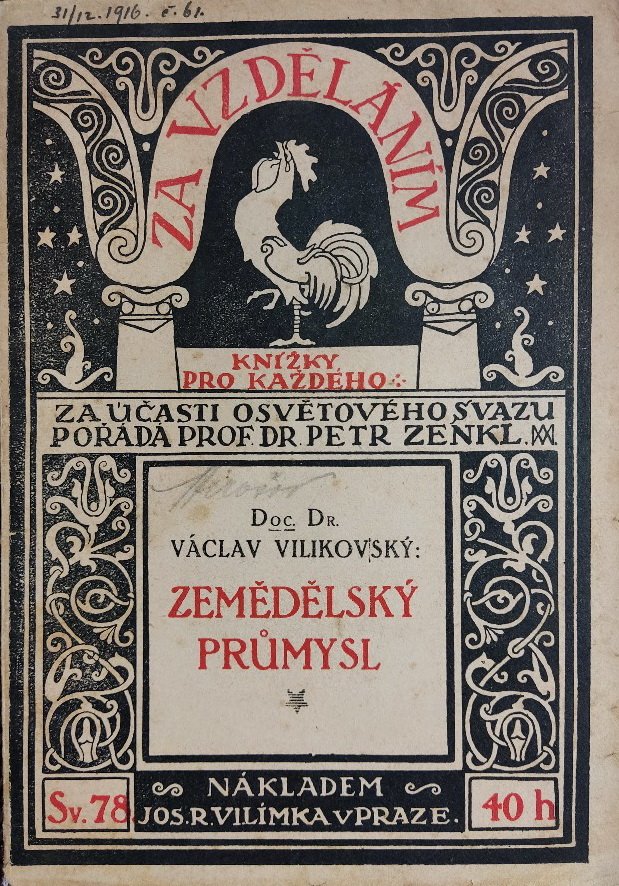 31/12. 1916. č. 61.
ZA VZDĚLÁNÍM
KNÍŽKY
PRO KAŽDÉHO
ZA ÚČASTI OSVĚTOVÉHO SVAZU
POŘÁDÁ PROF. DR. PETR ZENKL.
DOC. DR.
VÁCLAV VILIKOVSKÝ:
ZEMĚDĚLSKÝ
PRŮMYSL
NÁKLADEM
Sv. 78
JOS. R. VILÍMKA V PRAZE.
40 h